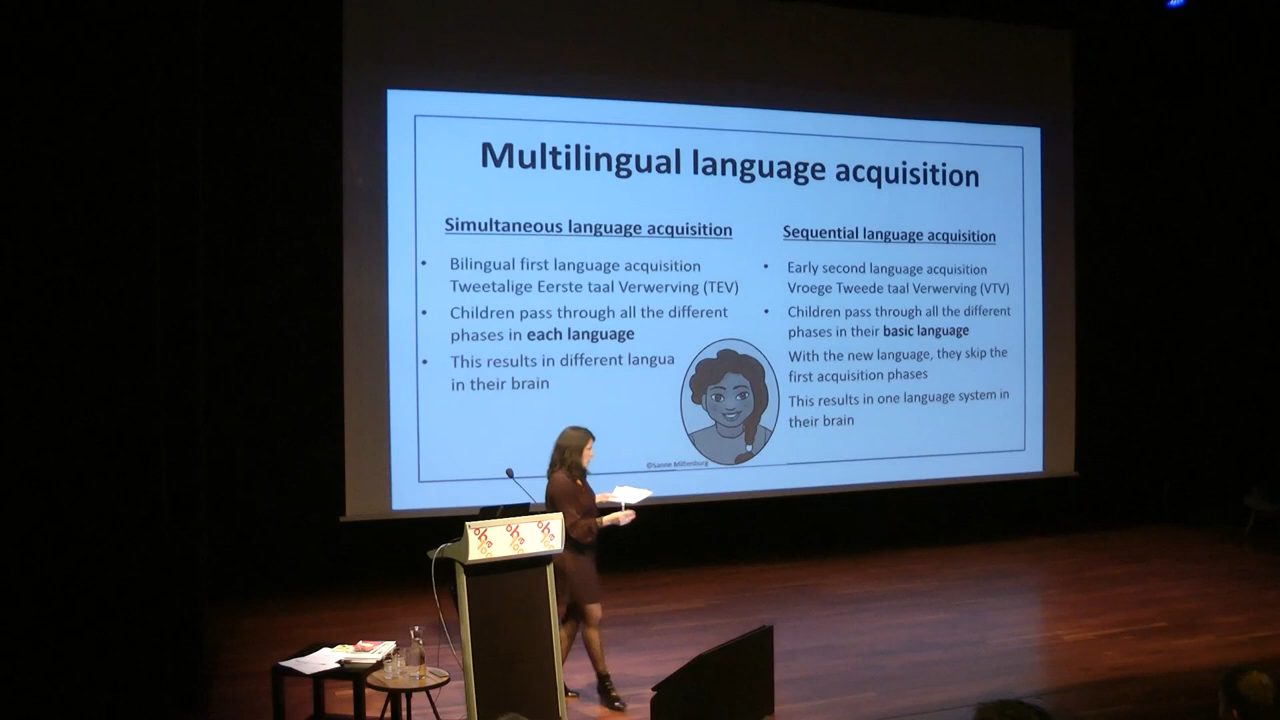 Multilingual language acquisition
Simultaneous language acquisition
• Bilingual first language acquisition
Tweetalige Eerste taal Verwerving (TEV)
• Children pass through all the different
phases in each language
• This results in different langua
in their brain
Sequential language acquisition
• Early second language acquisition
Vroege Tweede taal Verwerving (VTV)
• Children pass through all the different
phases in their basic language
With the new language, they skip the
first acquisition phases
This results in one language system in
their brain
©Sanne Miltenburg